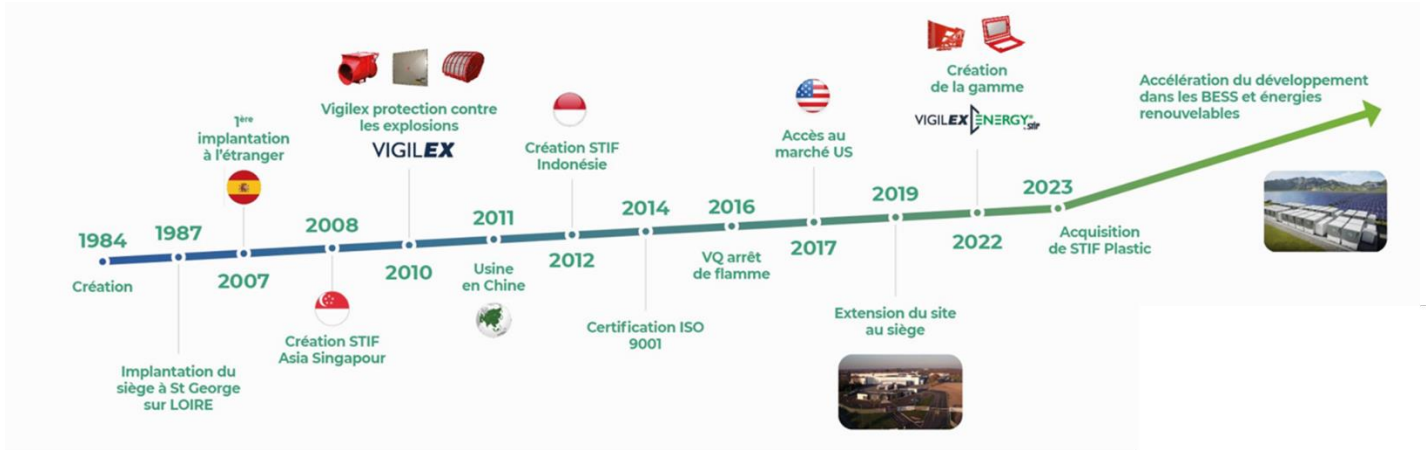 1984
Création
1987
Implantation du
siège à St George
sur LOIRE
1ère
implantation
à l'étranger
2007
2008
Création STIF
Asia Singapour
Vigilex protection contre
les explosions
VIGILEX
2010
2011
Usine
en Chine
Création STIF
Indonésie
2012
2014
Certification ISO
9001
2016
VQ arrêt
de flamme
Accès au
marché US
2017
2019
Extension du site
au siège
Création
de la gamme
VIGILEX ENERGY®
by STIF
2022
2023
Acquisition
de STIF Plastic
Accélération du développement
dans les BESS et énergies
renouvelables